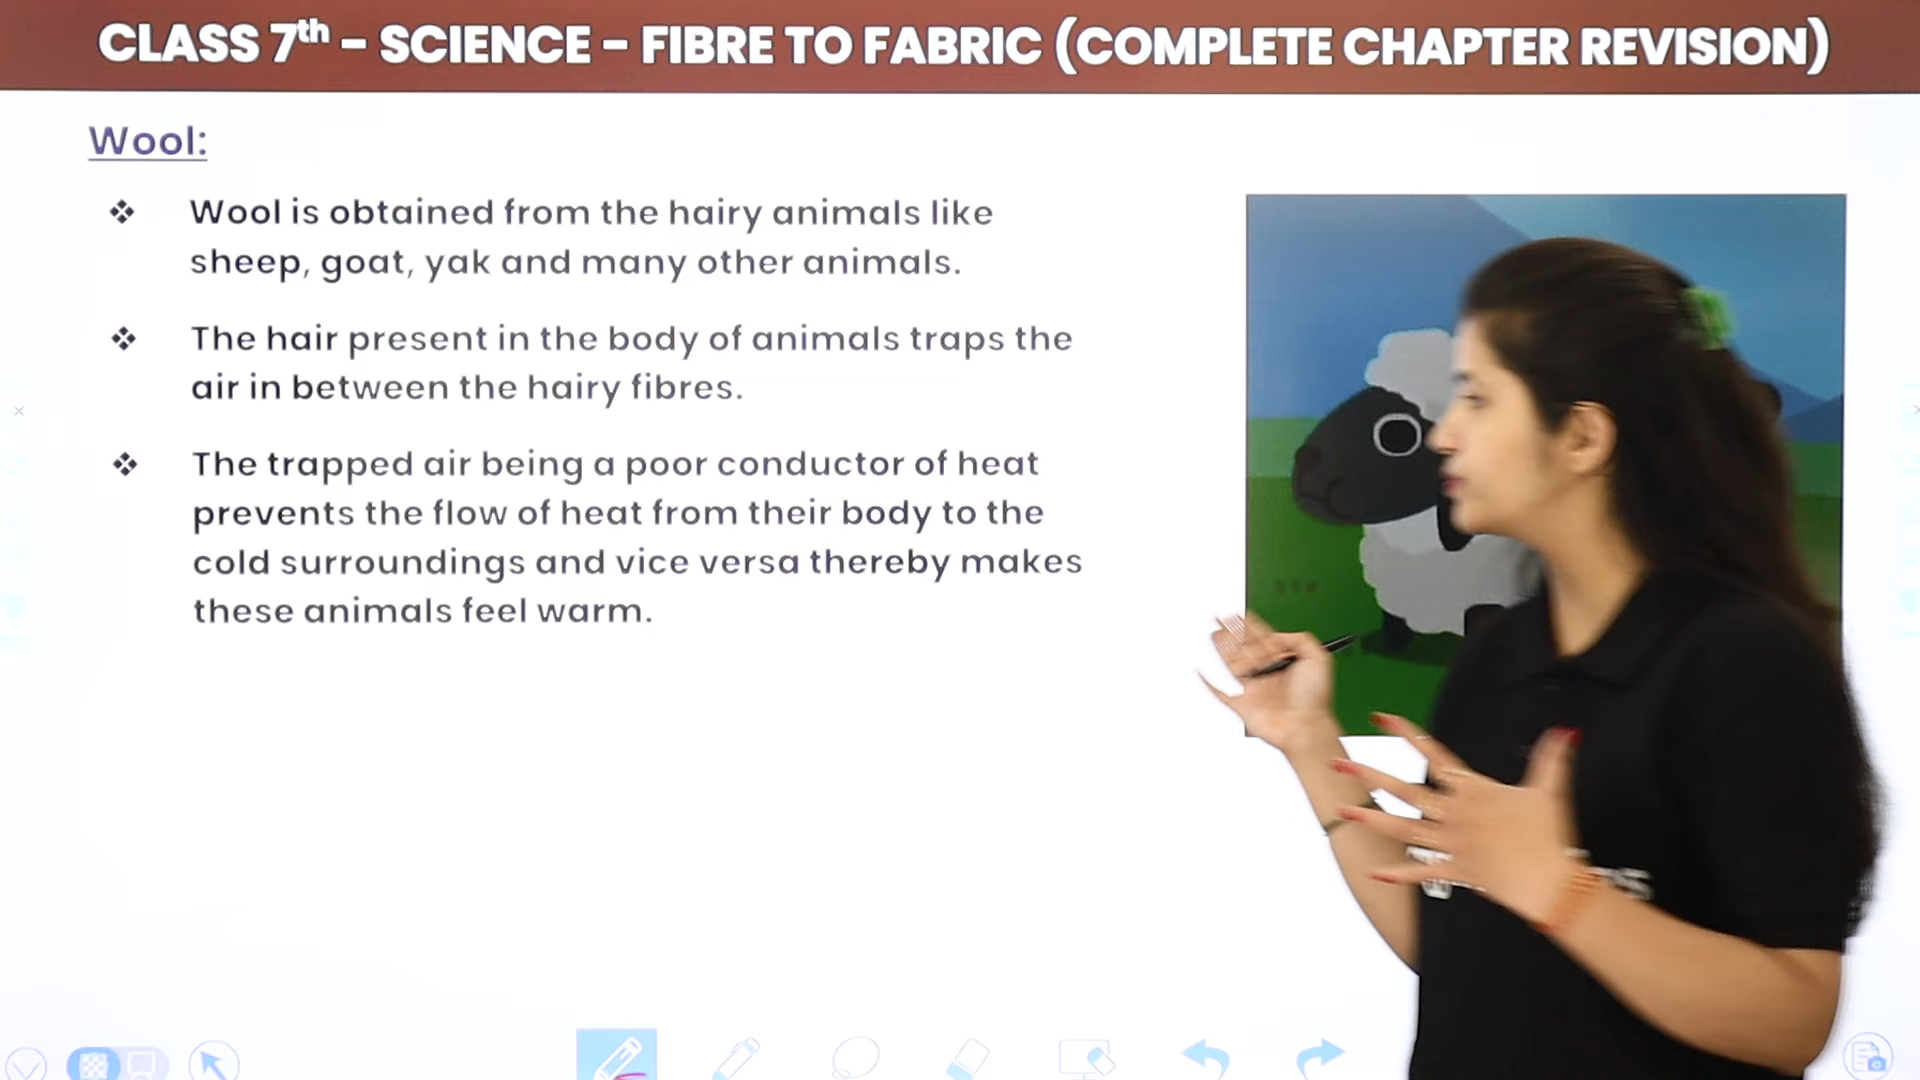 CLASS 7th - SCIENCE - FIBRE TO FABRIC (COMPLETE CHAPTER REVISION)
Wool:
❖ Wool is obtained from the hairy animals like
sheep, goat, yak and many other animals.
❖ The hair present in the body of animals traps the
air in between the hairy fibres.
❖ The trapped air being a poor conductor of heat
prevents the flow of heat from their body to the
cold surroundings and vice versa thereby makes
these animals feel warm.